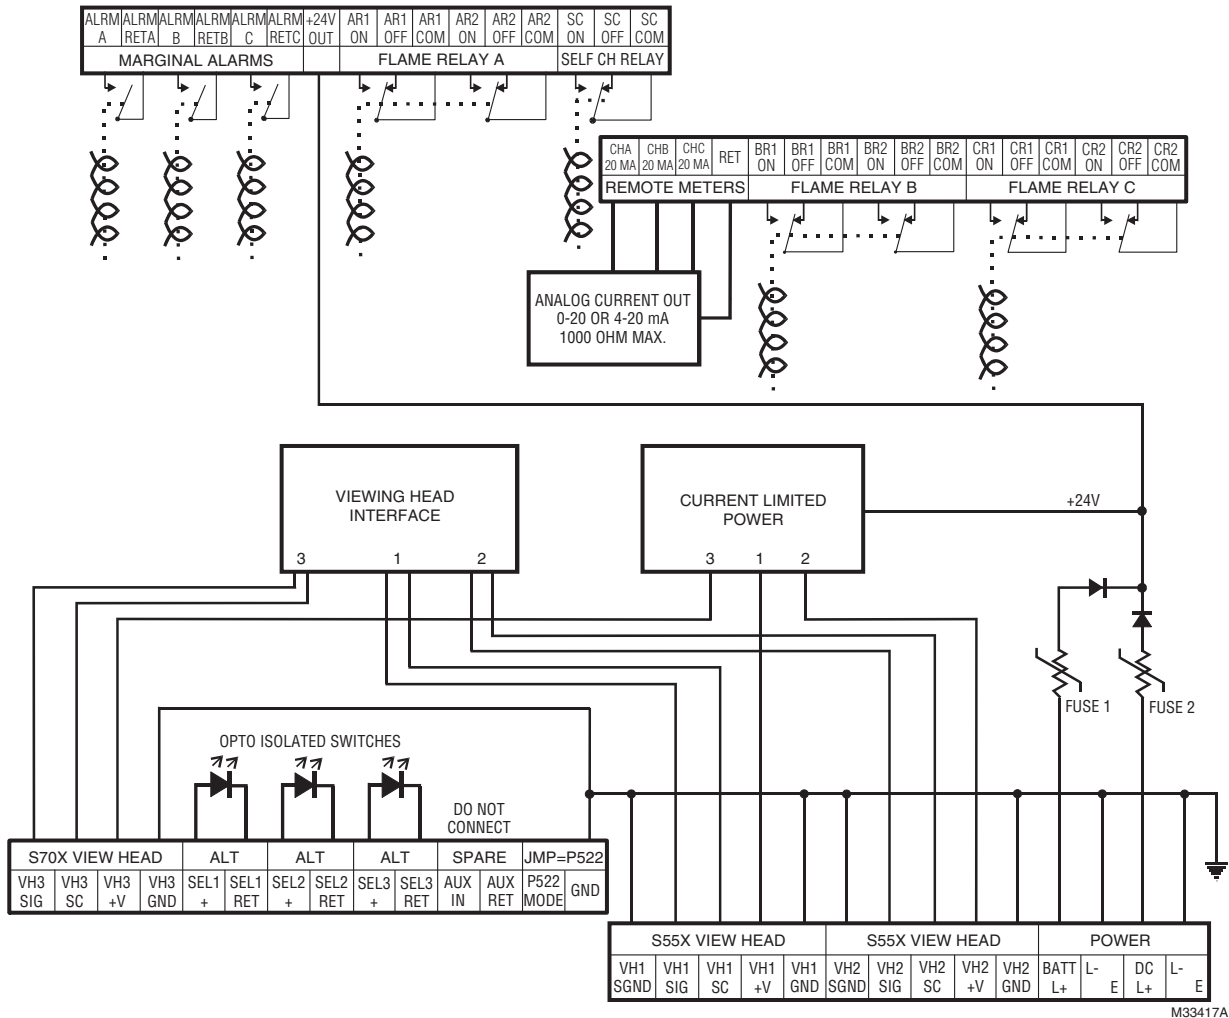 ALRM A ALRM RETA ALRM B ALRM RETB ALRM C ALRM RETC +24V OUT AR1 ON AR1 OFF AR1 COM AR2 ON AR2 OFF AR2 COM SC ON SC OFF SC COM
MARGINAL ALARMS FLAME RELAY A SELF CH RELAY
CHA 20 MA CHB 20 MA CHC 20 MA RET BR1 ON BR1 OFF BR1 COM BR2 ON BR2 OFF BR2 COM CR1 ON CR1 OFF CR1 COM CR2 ON CR2 OFF CR2 COM
REMOTE METERS FLAME RELAY B FLAME RELAY C
ANALOG CURRENT OUT
0-20 OR 4-20 mA
1000 OHM MAX.
VIEWING HEAD
INTERFACE
3 1 2
CURRENT LIMITED
POWER
3 1 2
+24V
FUSE 1
FUSE 2
OPTO ISOLATED SWITCHES
DO NOT
CONNECT
S70X VIEW HEAD ALT ALT ALT SPARE JMP=P522
VH3 SIG VH3 SC VH3 +V VH3 GND SEL1 + SEL1 RET SEL2 + SEL2 RET SEL3 + SEL3 RET AUX IN AUX RET P522 MODE GND
S55X VIEW HEAD S55X VIEW HEAD POWER
VH1 SGND VH1 SIG VH1 SC VH1 +V VH1 GND VH2 SGND VH2 SIG VH2 SC VH2 +V VH2 GND BATT L+ L- E DC L+ L- E
M33417A